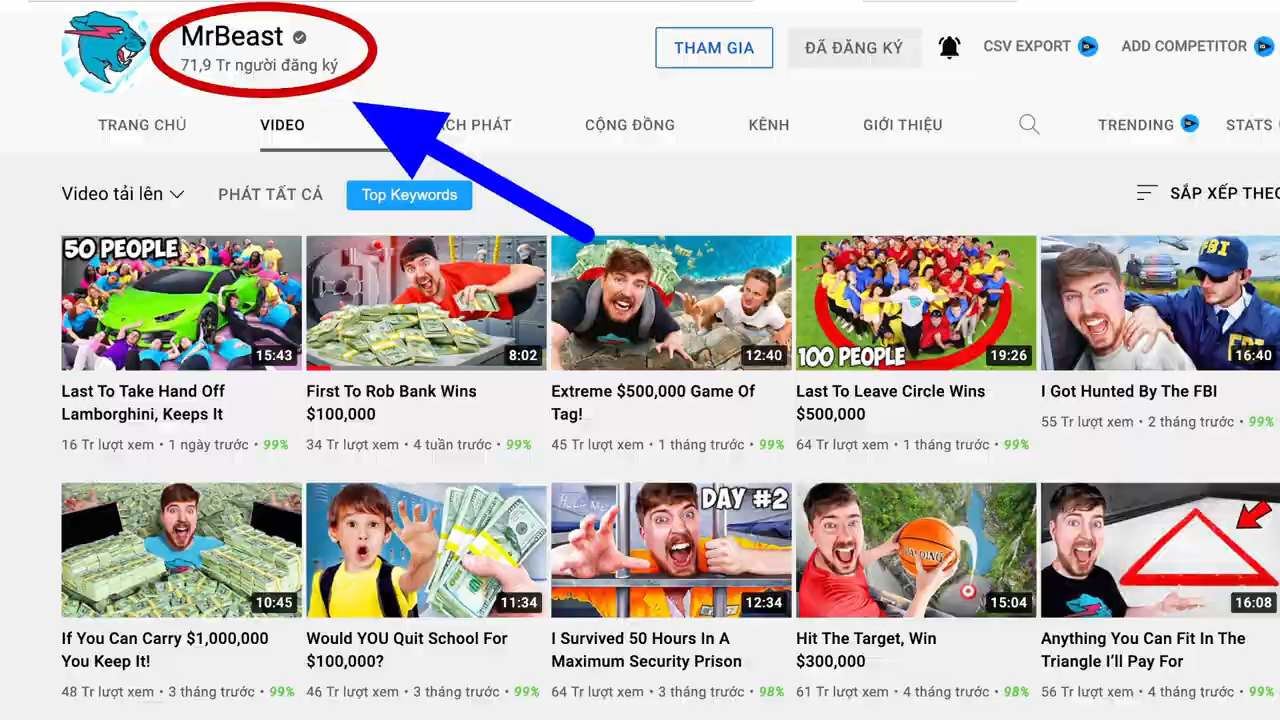 MrBeast
71,9 Tr người đăng ký
THAM GIA
ĐÃ ĐĂNG KÝ
CSV EXPORT
ADD COMPETITOR
TRANG CHỦ
VIDEO
ÁCH PHÁT
CỘNG ĐỒNG
KÊNH
GIỚI THIỆU
TRENDING
STATS
Video tải lên
PHÁT TẤT CẢ
Top Keywords
SẮP XẾP THEO
50 PEOPLE
15:43
8:02
12:40
100 PEOPLE
19:26
FBI
16:40
Last To Take Hand Off
Lamborghini, Keeps It
16 Tr lượt xem • 1 ngày trước • 99%
First To Rob Bank Wins
$100,000
34 Tr lượt xem • 4 tuần trước • 99%
Extreme $500,000 Game Of
Tag!
45 Tr lượt xem • 1 tháng trước • 99%
Last To Leave Circle Wins
$500,000
64 Tr lượt xem • 1 tháng trước • 99%
I Got Hunted By The FBI
55 Tr lượt xem • 2 tháng trước • 99%
10:45
11:34
DAY #2
12:34
SPALDING
15:04
16:08
If You Can Carry $1,000,000
You Keep It!
48 Tr lượt xem • 3 tháng trước • 99%
Would YOU Quit School For
$100,000?
46 Tr lượt xem • 3 tháng trước • 99%
I Survived 50 Hours In A
Maximum Security Prison
64 Tr lượt xem • 3 tháng trước • 98%
Hit The Target, Win
$300,000
61 Tr lượt xem • 4 tháng trước • 98%
Anything You Can Fit In The
Triangle I'll Pay For
56 Tr lượt xem • 4 tháng trước • 99%